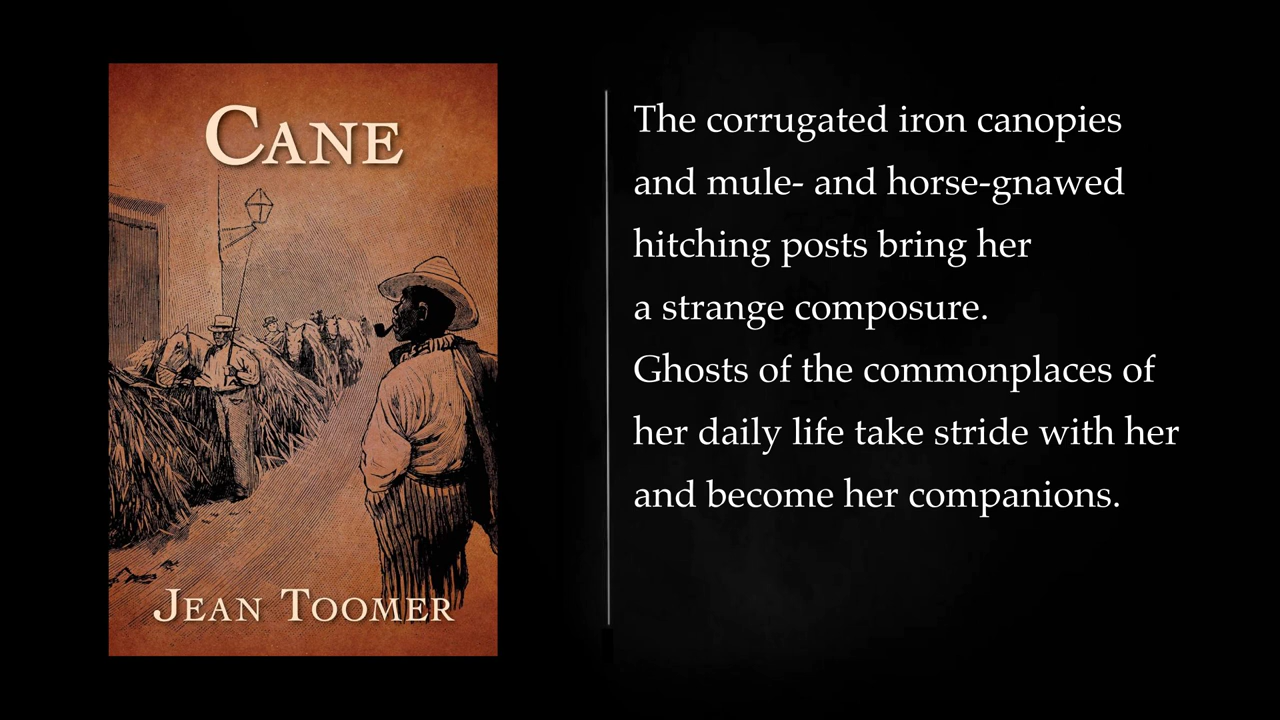 CANE
JEAN TOOMER
The corrugated iron canopies
and mule- and horse-gnawed
hitching posts bring her
a strange composure.
Ghosts of the commonplaces of
her daily life take stride with her
and become her companions.